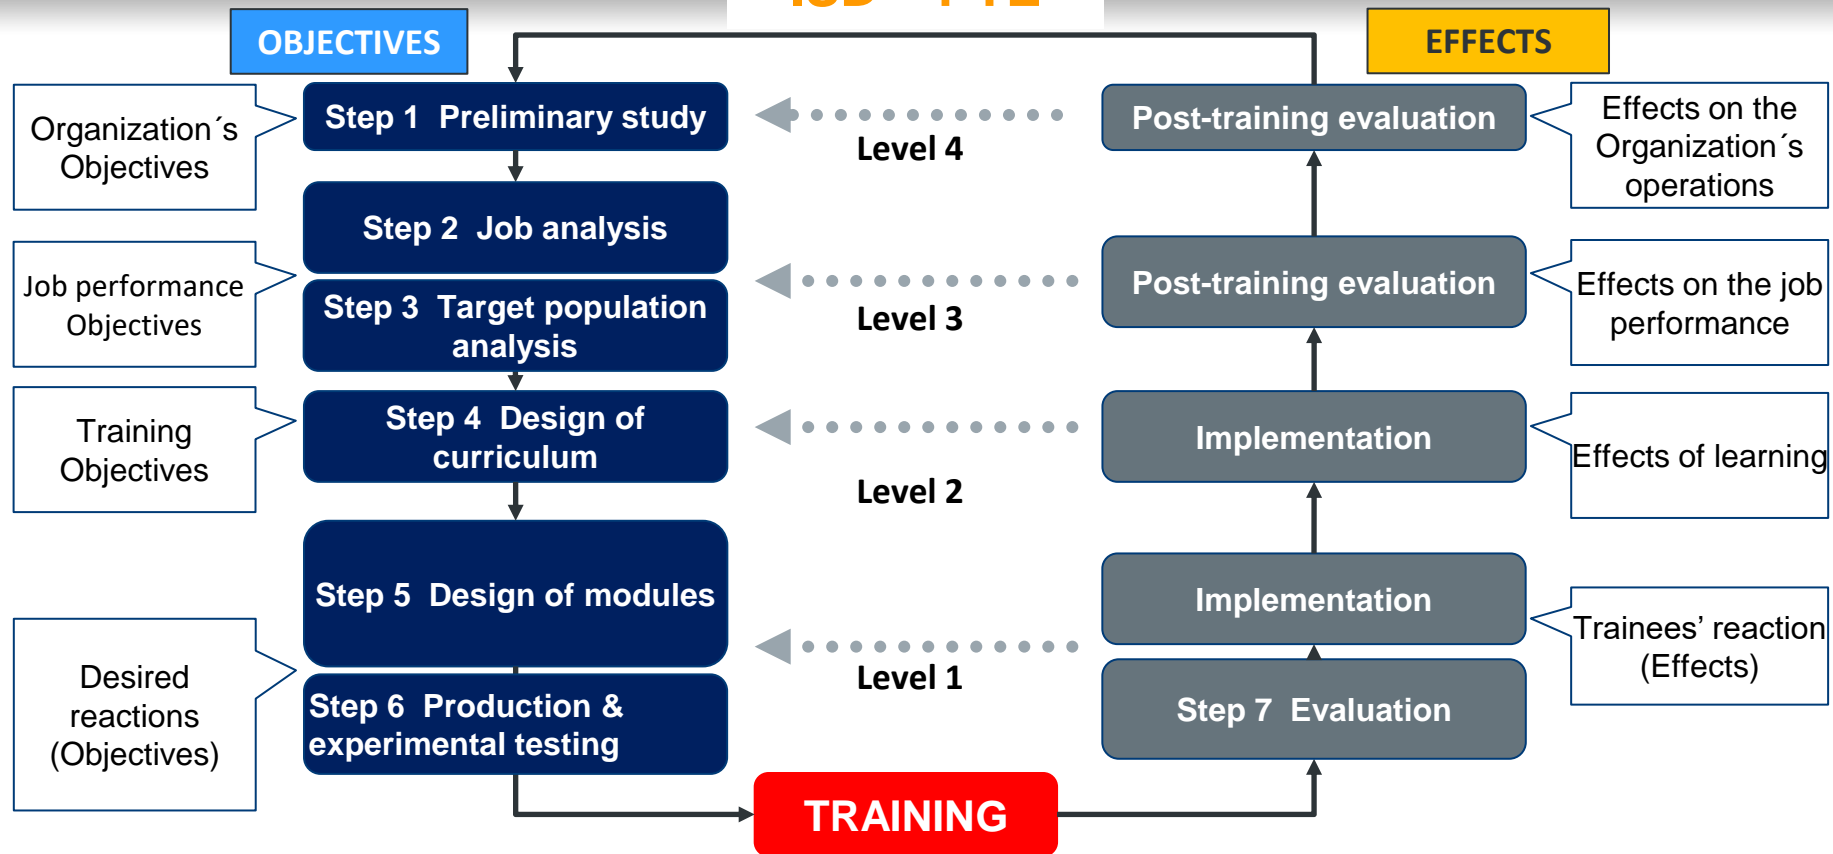 OBJECTIVES
EFFECTS
Organization´s
Objectives
Step 1 Preliminary study
Level 4
Post-training evaluation
Effects on the
Organization´s
operations
Step 2 Job analysis
Job performance
Objectives
Step 3 Target population
analysis
Level 3
Post-training evaluation
Effects on the job
performance
Training
Objectives
Step 4 Design of
curriculum
Level 2
Implementation
Effects of learning
Step 5 Design of modules
Implementation
Desired
reactions
(Objectives)
Level 1
Trainees’ reaction
(Effects)
Step 6 Production &
experimental testing
Step 7 Evaluation
TRAINING